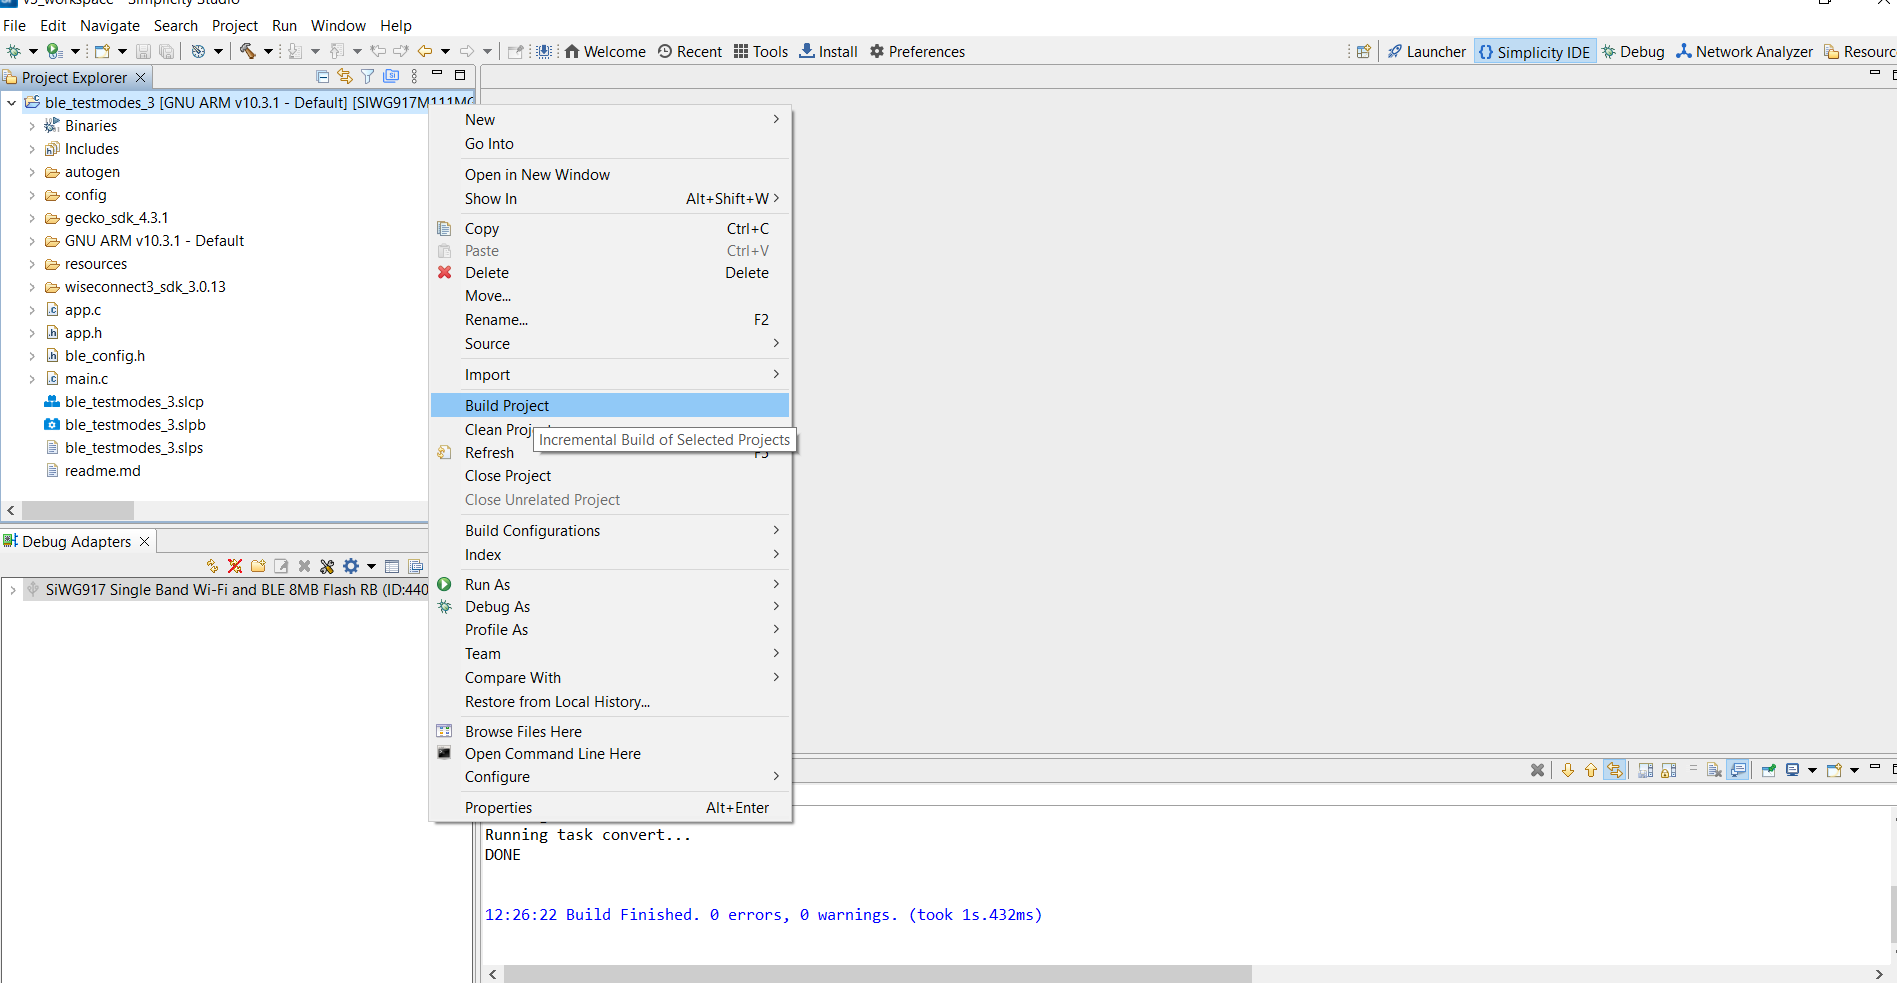 v5_workspace - Simplicity Studio
File Edit Navigate Search Project Run Window Help
Welcome Recent Tools Install Preferences
Launcher {} Simplicity IDE Debug Network Analyzer Resourc
Project Explorer
ble_testmodes_3 [GNU ARM v10.3.1 - Default] [SIWG917M111MG
Binaries
Includes
autogen
config
gecko_sdk_4.3.1
GNU ARM v10.3.1 - Default
resources
wiseconnect3_sdk_3.0.13
app.c
app.h
ble_config.h
main.c
ble_testmodes_3.slcp
ble_testmodes_3.slpb
ble_testmodes_3.slps
readme.md
Debug Adapters
SiWG917 Single Band Wi-Fi and BLE 8MB Flash RB (ID:440
New
Go Into
Open in New Window
Show In Alt+Shift+W
Copy Ctrl+C
Paste Ctrl+V
Delete Delete
Move...
Rename... F2
Source
Import
Build Project
Clean Proj
Incremental Build of Selected Projects
Refresh F5
Close Project
Close Unrelated Project
Build Configurations
Index
Run As
Debug As
Profile As
Team
Compare With
Restore from Local History...
Browse Files Here
Open Command Line Here
Configure
Properties Alt+Enter
Running task convert...
DONE
12:26:22 Build Finished. 0 errors, 0 warnings. (took 1s.432ms)